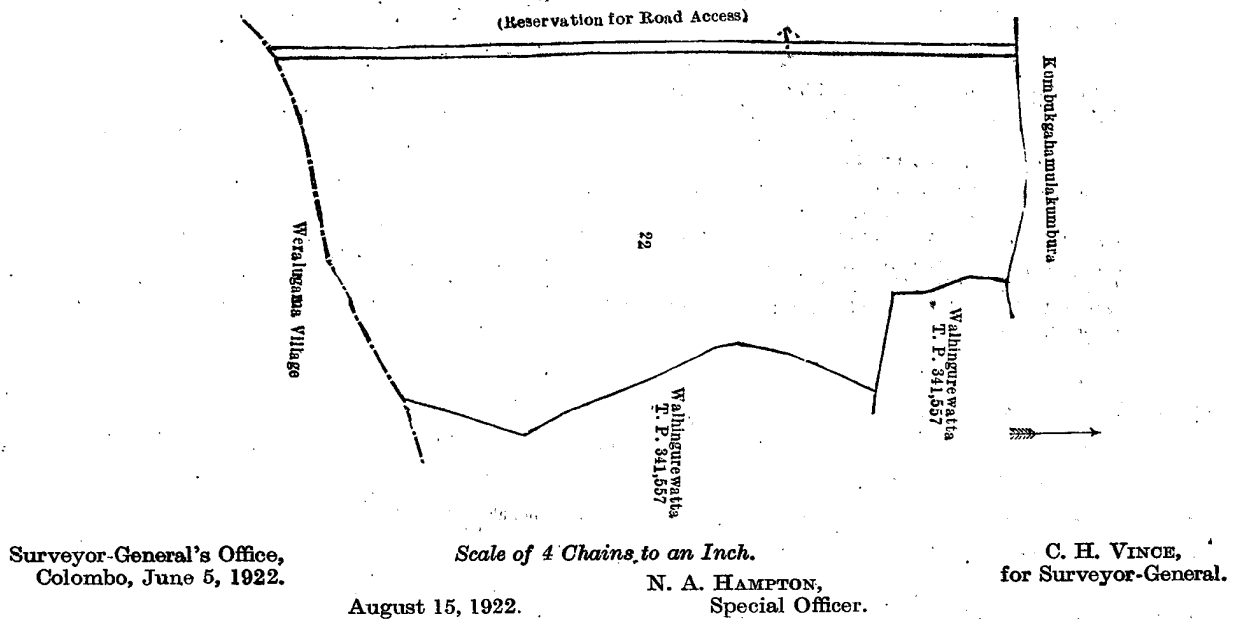 (Reservation for Road Access)
Kumbukgahamulakumbura
Weralugama Village
22
Walhingurewatta
T. P. 341,557
Walhingurewatta
T. P. 341,557
Surveyor-General's Office,
Colombo, June 5, 1922.
Scale of 4 Chains to an Inch.
C. H. VINCE,
for Surveyor-General.
N. A. HAMPTON,
Special Officer.
August 15, 1922.